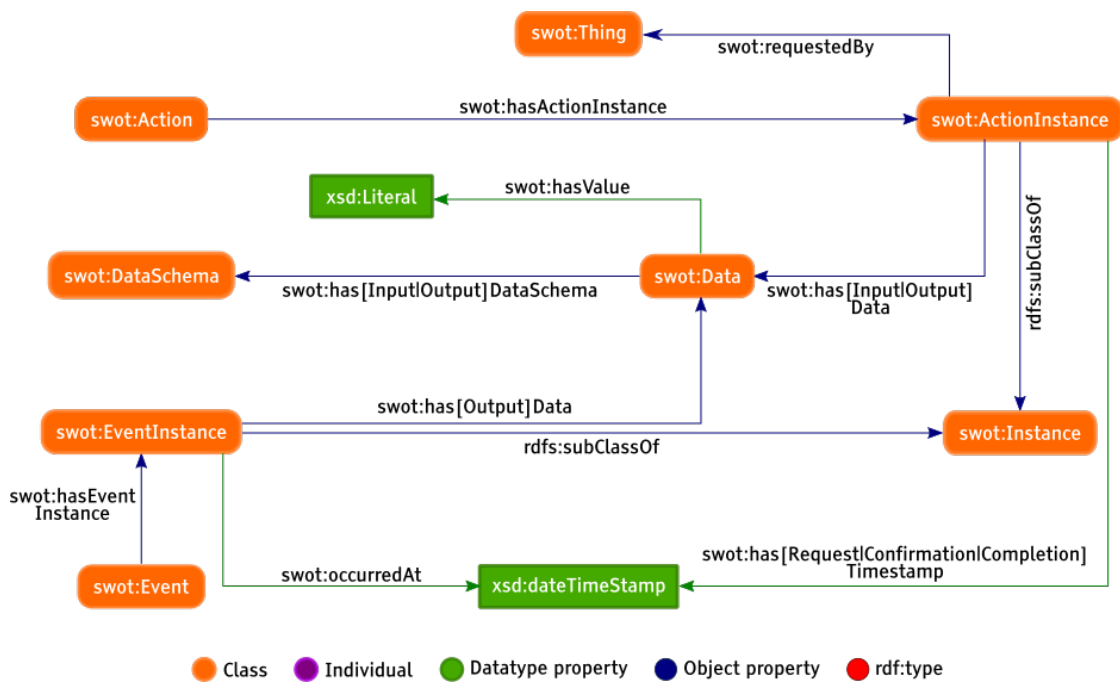 swot:Thing
swot:requestedBy
swot:Action
swot:hasActionInstance
swot:ActionInstance
xsd:Literal
swot:hasValue
rdfs:subClassOf
swot:DataSchema
swot:has[Input|Output]DataSchema
swot:Data
swot:has[Input|Output]
Data
swot:has[Output]Data
swot:EventInstance
rdfs:subClassOf
swot:Instance
swot:hasEvent
Instance
swot:Event
swot:occurredAt
xsd:dateTimeStamp
swot:has[Request|Confirmation|Completion]
Timestamp
Class
Individual
Datatype property
Object property
rdf:type